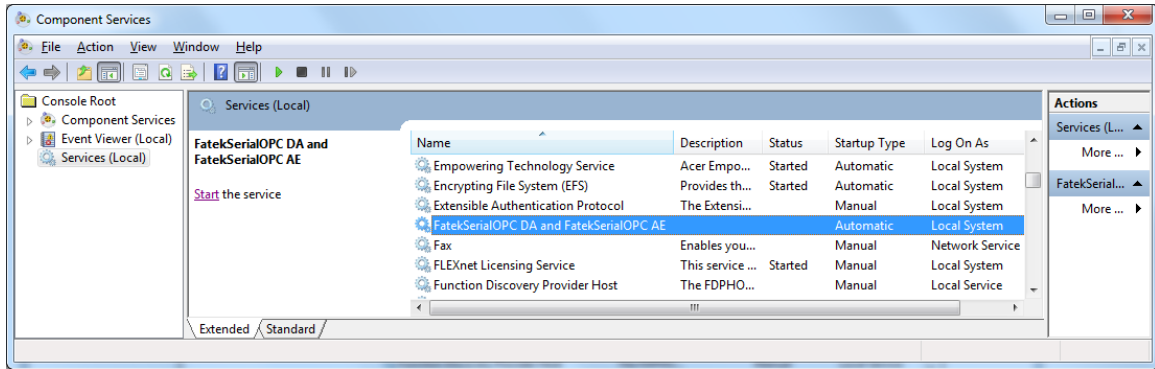 Component Services
File Action View Window Help
Console Root
Component Services
Event Viewer (Local)
Services (Local)
Services (Local)
FatekSerialOPC DA and
FatekSerialOPC AE
Start the service
Name Description Status Startup Type Log On As
Empowering Technology Service Acer Empo... Started Automatic Local System
Encrypting File System (EFS) Provides th... Started Automatic Local System
Extensible Authentication Protocol The Extensi... Manual Local System
FatekSerialOPC DA and FatekSerialOPC AE Automatic Local System
Fax Enables you... Manual Network Service
FLEXnet Licensing Service This service ... Started Manual Local System
Function Discovery Provider Host The FDPHO... Manual Local Service
Extended Standard
Actions
Services (L...
More ...
FatekSerial...
More ...